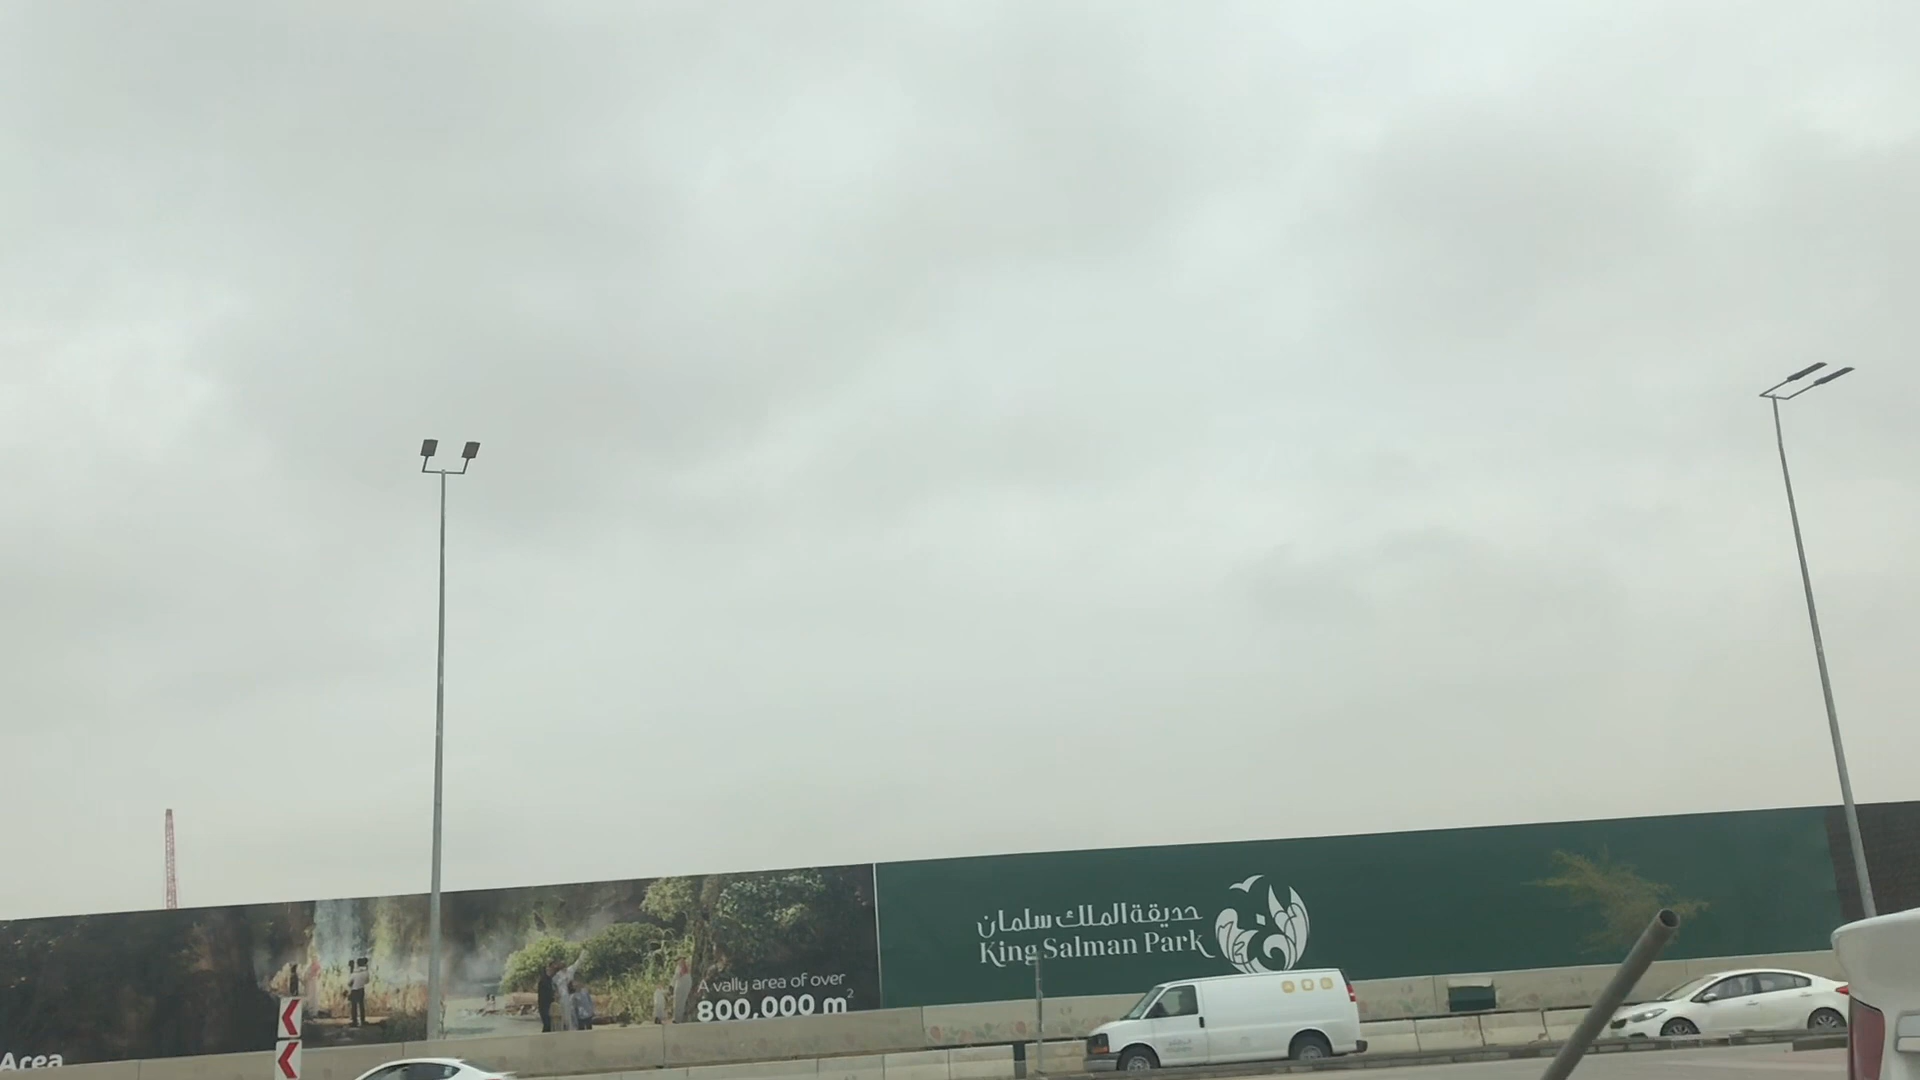 Area
A vally area of over
800,000 m²
حديقة الملك سلمان
King Salman Park